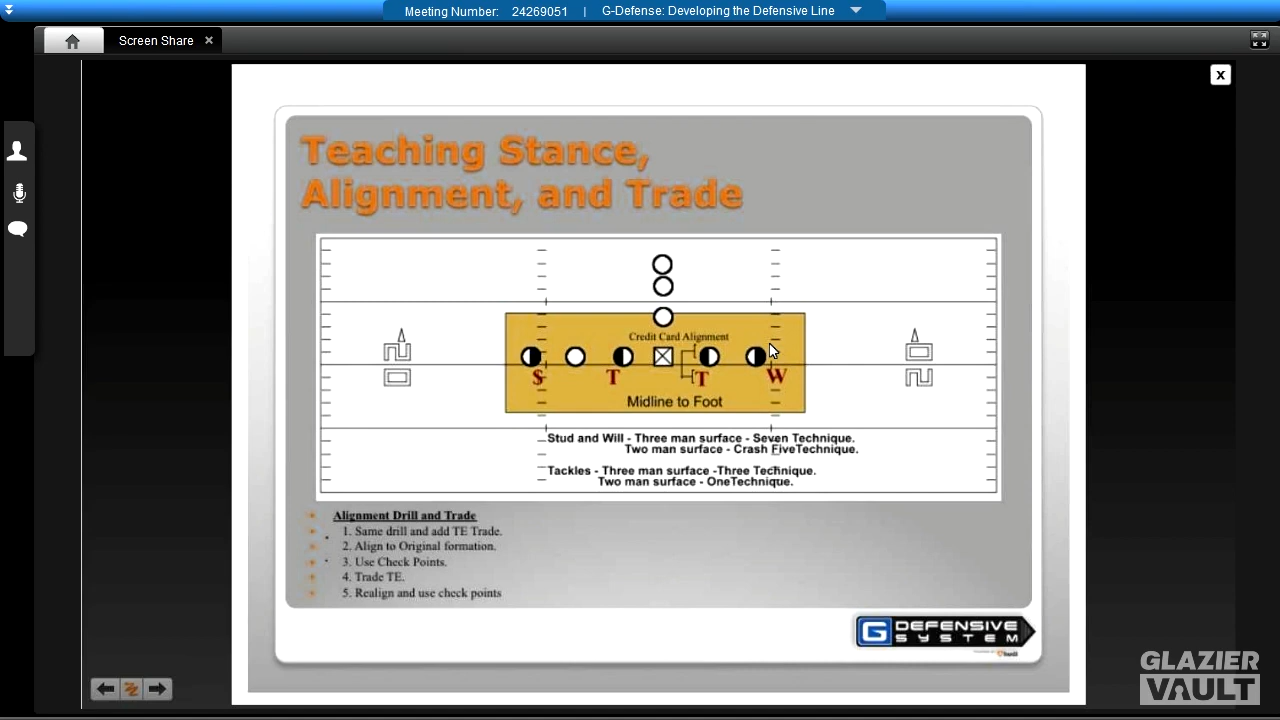 Meeting Number: 24269051 | G-Defense: Developing the Defensive Line
Screen Share ×
X
Teaching Stance,
Alignment, and Trade
Credit Card Alignment
S T T W
Midline to Foot
Stud and Will - Three man surface - Seven Technique.
Two man surface - Crash FiveTechnique.
Tackles - Three man surface -Three Technique.
Two man surface - OneTechnique.
Alignment Drill and Trade
1. Same drill and add TE Trade.
2. Align to Original formation.
3. Use Check Points.
4. Trade TE.
5. Realign and use check points
G DEFENSIVE
SYSTEM
GLAZIER
VAULT